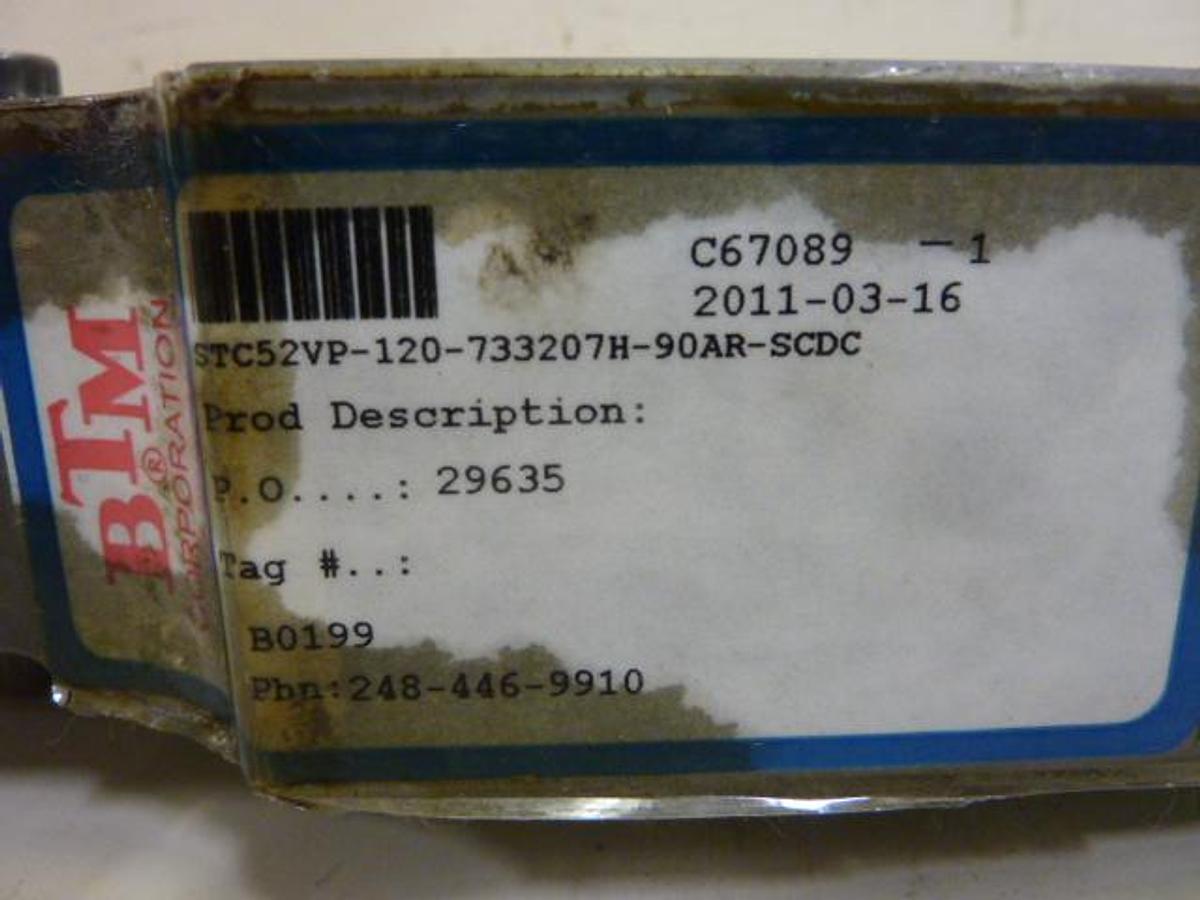 BTM®
CORPORATION
C67089 -1
2011-03-16
STC52VP-120-733207H-90AR-SCDC
Prod Description:
P.O....: 29635
Tag #..:
B0199
Phn:248-446-9910